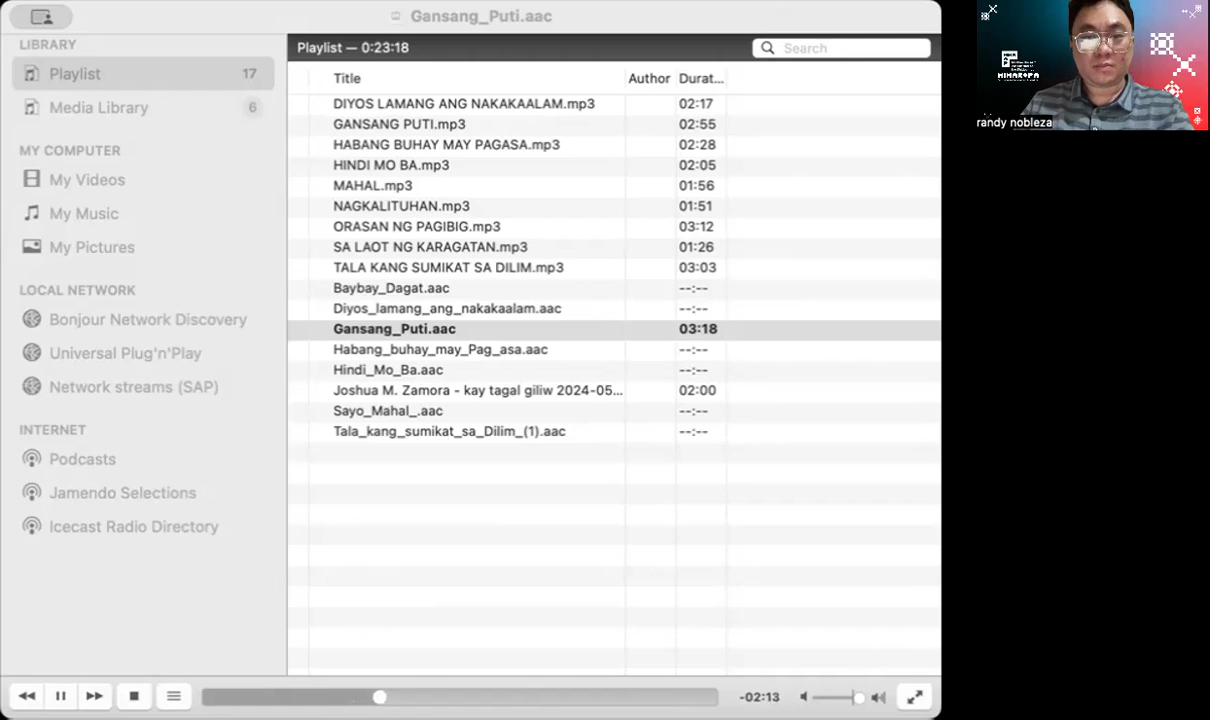 Gansang_Puti.aac
LIBRARY
Playlist 17
Media Library 6
MY COMPUTER
My Videos
My Music
My Pictures
LOCAL NETWORK
Bonjour Network Discovery
Universal Plug'n'Play
Network streams (SAP)
INTERNET
Podcasts
Jamendo Selections
Icecast Radio Directory
Playlist — 0:23:18
Search
Title Author Durat...
DIYOS LAMANG ANG NAKAKAALAM.mp3 02:17
GANSANG PUTI.mp3 02:55
HABANG BUHAY MAY PAGASA.mp3 02:28
HINDI MO BA.mp3 02:05
MAHAL.mp3 01:56
NAGKALITUHAN.mp3 01:51
ORASAN NG PAGIBIG.mp3 03:12
SA LAOT NG KARAGATAN.mp3 01:26
TALA KANG SUMIKAT SA DILIM.mp3 03:03
Baybay_Dagat.aac --:--
Diyos_lamang_ang_nakakaalam.aac --:--
Gansang_Puti.aac 03:18
Habang_buhay_may_Pag_asa.aac --:--
Hindi_Mo_Ba.aac --:--
Joshua M. Zamora - kay tagal giliw 2024-05... 02:00
Sayo_Mahal_.aac --:--
Tala_kang_sumikat_sa_Dilim_(1).aac --:--
-02:13
MIMAROPA
randy nobleza